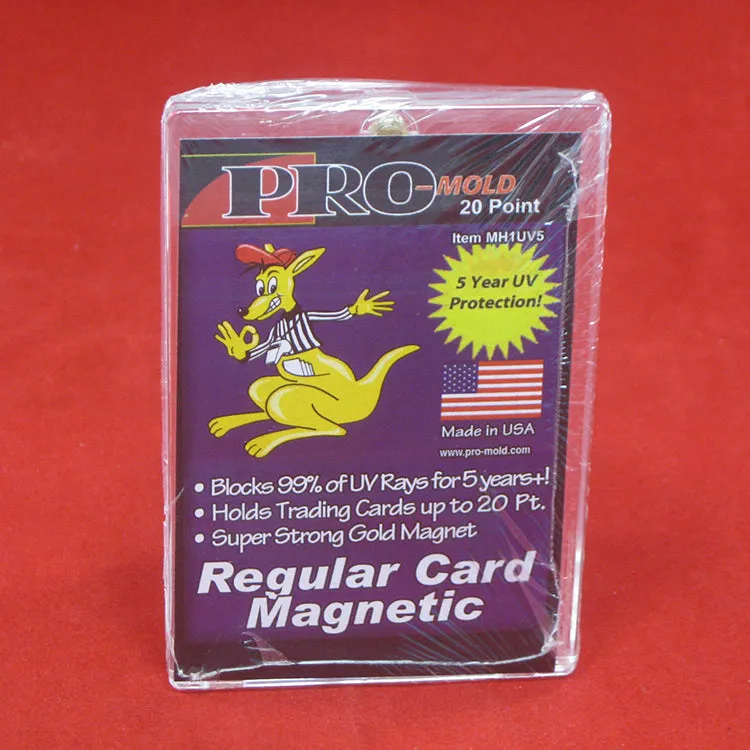 PRO-MOLD
20 Point
Item MH1UV5
5 Year UV
Protection!
Made in USA
www.pro-mold.com
• Blocks 99% of UV Rays for 5 years+!
• Holds Trading Cards up to 20 Pt.
• Super Strong Gold Magnet
Regular Card
Magnetic